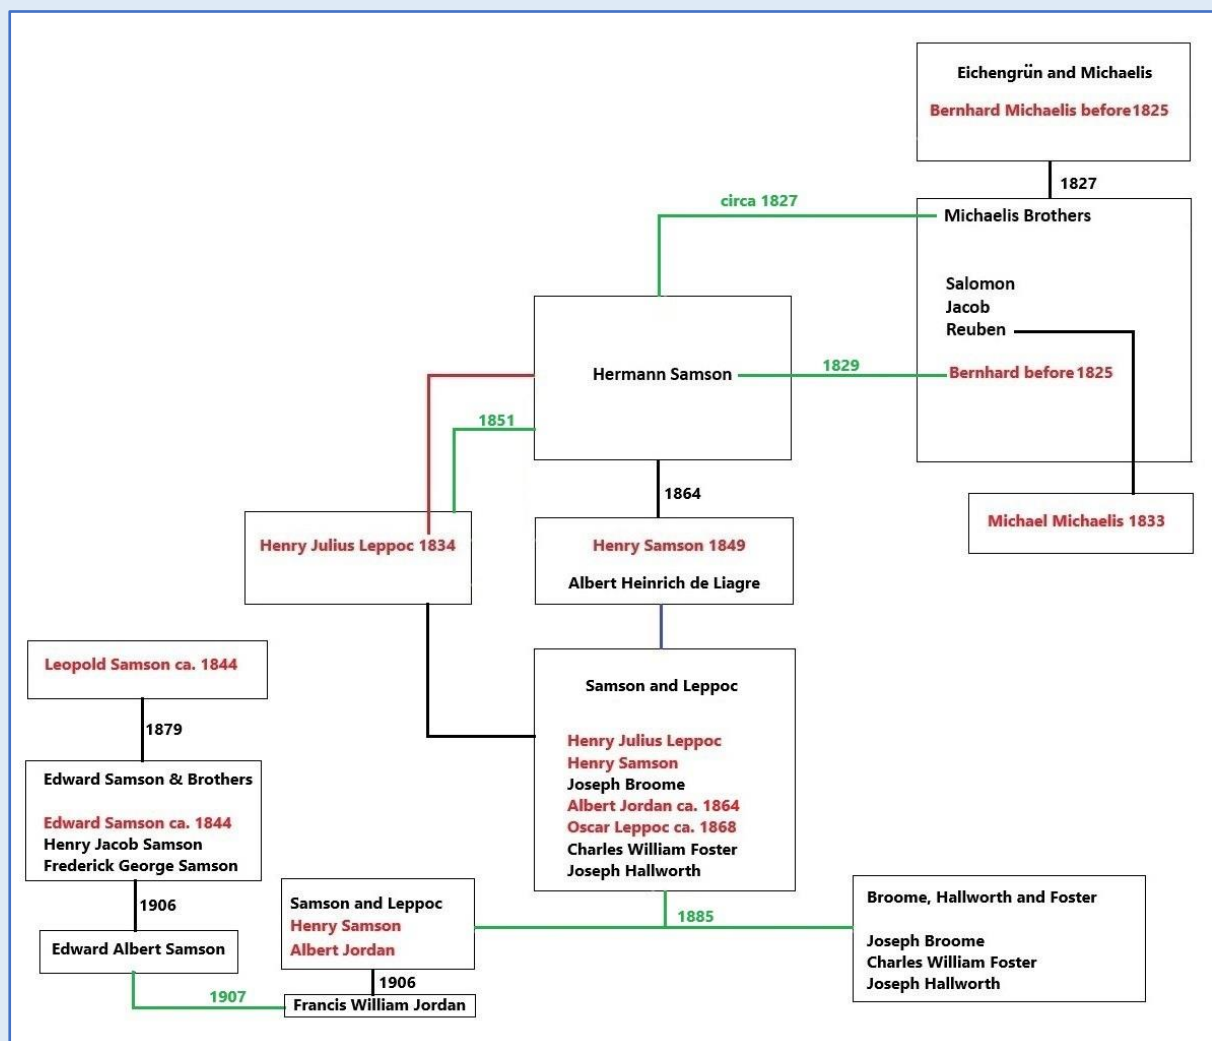 Eichengrün and Michaelis
Bernhard Michaelis before 1825
1827
circa 1827
Michaelis Brothers
Salomon
Jacob
Reuben
Hermann Samson
1829
Bernhard before 1825
1851
1864
Michael Michaelis 1833
Henry Julius Leppoc 1834
Henry Samson 1849
Albert Heinrich de Liagre
Leopold Samson ca. 1844
1879
Samson and Leppoc
Henry Julius Leppoc
Henry Samson
Joseph Broome
Albert Jordan ca. 1864
Oscar Leppoc ca. 1868
Charles William Foster
Joseph Hallworth
Edward Samson & Brothers
Edward Samson ca. 1844
Henry Jacob Samson
Frederick George Samson
1906
Edward Albert Samson
Samson and Leppoc
Henry Samson
Albert Jordan
1885
Broome, Hallworth and Foster
Joseph Broome
Charles William Foster
Joseph Hallworth
1906
1907
Francis William Jordan